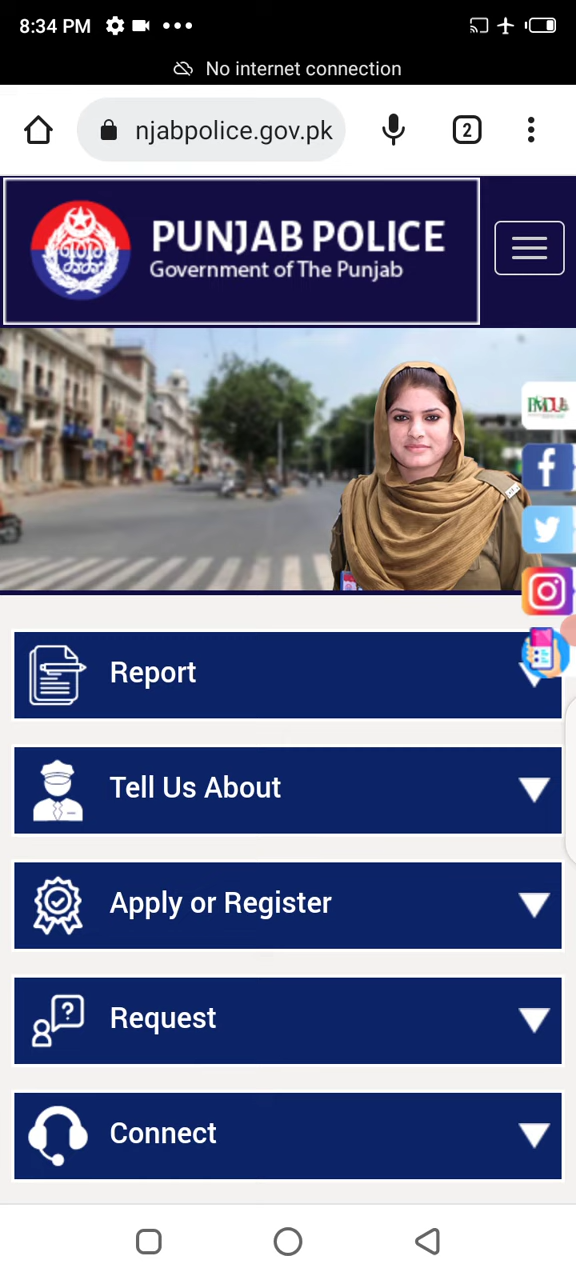 8:34 PM
No internet connection
njabpolice.gov.pk
2
PUNJAB POLICE
Government of The Punjab
PMDU
Report
Tell Us About
Apply or Register
Request
Connect